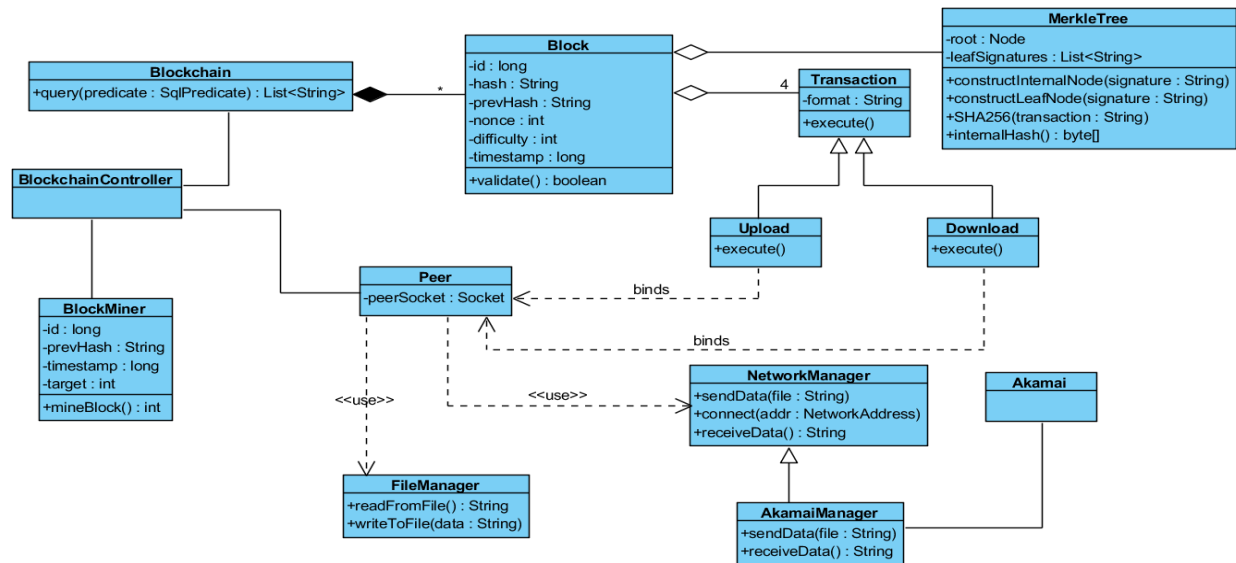 Blockchain
+query(predicate : SqlPredicate) : List<String>
*
Block
-id : long
-hash : String
-prevHash : String
-nonce : int
-difficulty : int
-timestamp : long
+validate() : boolean
4
Transaction
-format : String
+execute()
MerkleTree
-root : Node
-leafSignatures : List<String>
+constructInternalNode(signature : String)
+constructLeafNode(signature : String)
+SHA256(transaction : String)
+internalHash() : byte[]
BlockchainController
Upload
+execute()
Download
+execute()
BlockMiner
-id : long
-prevHash : String
-timestamp : long
-target : int
+mineBlock() : int
Peer
-peerSocket : Socket
binds
binds
<<use>>
<<use>>
NetworkManager
+sendData(file : String)
+connect(addr : NetworkAddress)
+receiveData() : String
Akamai
FileManager
+readFromFile() : String
+writeToFile(data : String)
AkamaiManager
+sendData(file : String)
+receiveData() : String